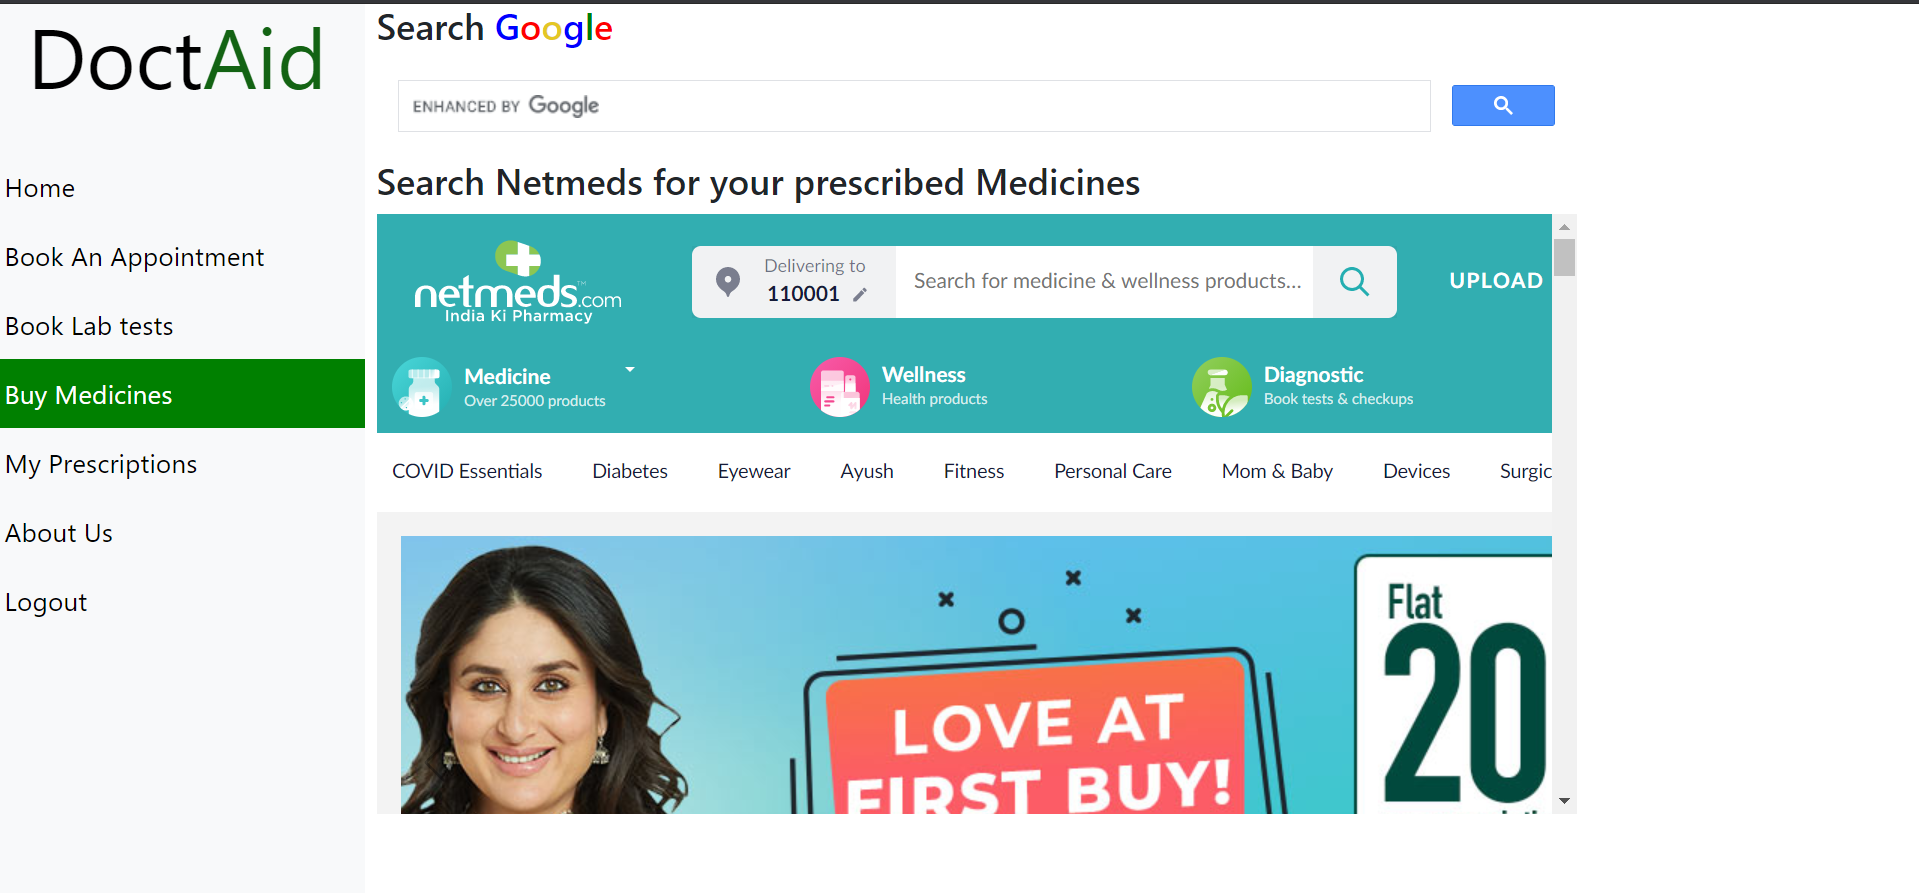 DoctAid
Home
Book An Appointment
Book Lab tests
Buy Medicines
My Prescriptions
About Us
Logout
Search Google
ENHANCED BY Google
Search Netmeds for your prescribed Medicines
netmeds.com™
India Ki Pharmacy
Delivering to
110001
Search for medicine & wellness products...
UPLOAD
Medicine
Over 25000 products
Wellness
Health products
Diagnostic
Book tests & checkups
COVID Essentials Diabetes Eyewear Ayush Fitness Personal Care Mom & Baby Devices Surgic
LOVE AT
FIRST BUY!
Flat
20